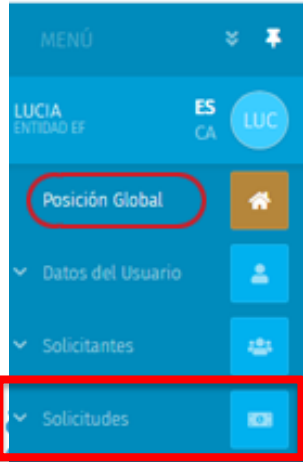 MENÚ
LUCIA
ENTIDAD EF
ES
CA
LUC
Posición Global
Datos del Usuario
Solicitantes
Solicitudes